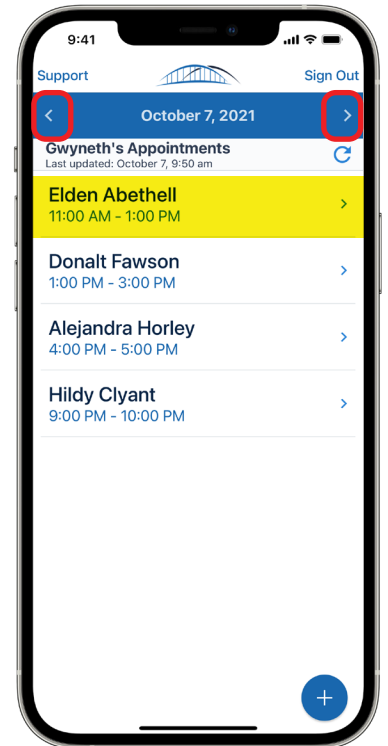 9:41
Support
Sign Out
October 7, 2021
Gwyneth's Appointments
Last updated: October 7, 9:50 am
Elden Abethell
11:00 AM - 1:00 PM
Donalt Fawson
1:00 PM - 3:00 PM
Alejandra Horley
4:00 PM - 5:00 PM
Hildy Clyant
9:00 PM - 10:00 PM